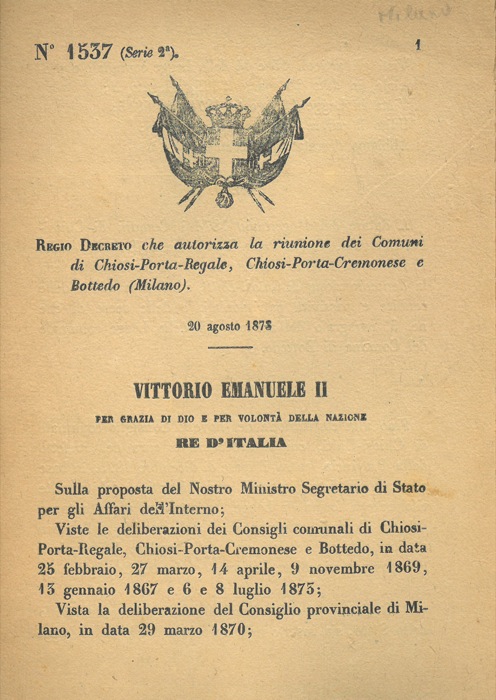 Milano
N° 1537 (Serie 2ª).
1
REGIO DECRETO che autorizza la riunione dei Comuni
di Chiosi-Porta-Regale, Chiosi-Porta-Cremonese e
Bottedo (Milano).
20 agosto 1873
VITTORIO EMANUELE II
PER GRAZIA DI DIO E PER VOLONTÀ DELLA NAZIONE
RE D'ITALIA
Sulla proposta del Nostro Ministro Segretario di Stato
per gli Affari dell'Interno;
Viste le deliberazioni dei Consigli comunali di Chiosi-
Porta-Regale, Chiosi-Porta-Cremonese e Bottedo, in data
25 febbraio, 27 marzo, 14 aprile, 9 novembre 1869,
13 gennaio 1867 e 6 e 8 luglio 1873;
Vista la deliberazione del Consiglio provinciale di Mi-
lano, in data 29 marzo 1870;